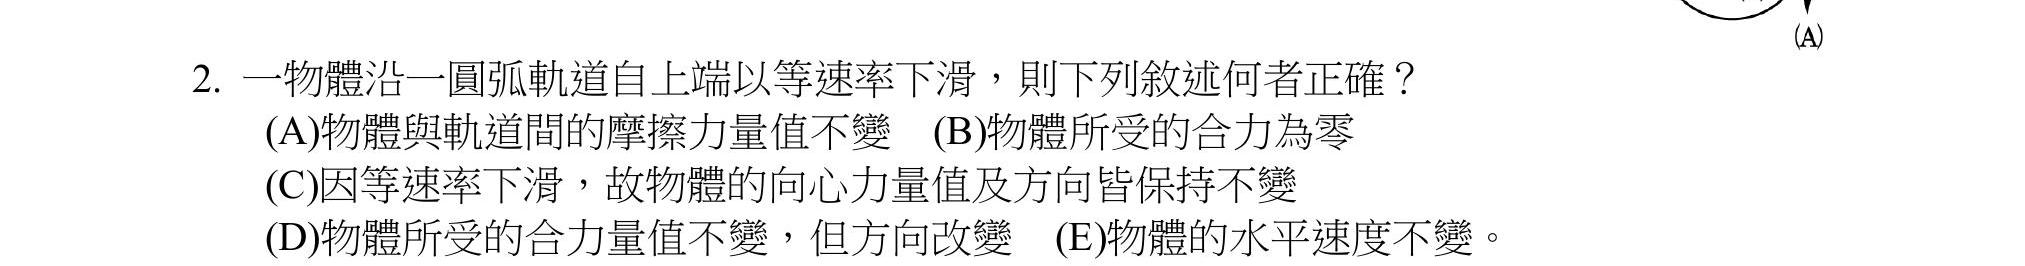 (A)
2. 一物體沿一圓弧軌道自上端以等速率下滑，則下列敘述何者正確？
(A)物體與軌道間的摩擦力量值不變　(B)物體所受的合力為零
(C)因等速率下滑，故物體的向心力量值及方向皆保持不變
(D)物體所受的合力量值不變，但方向改變　(E)物體的水平速度不變。